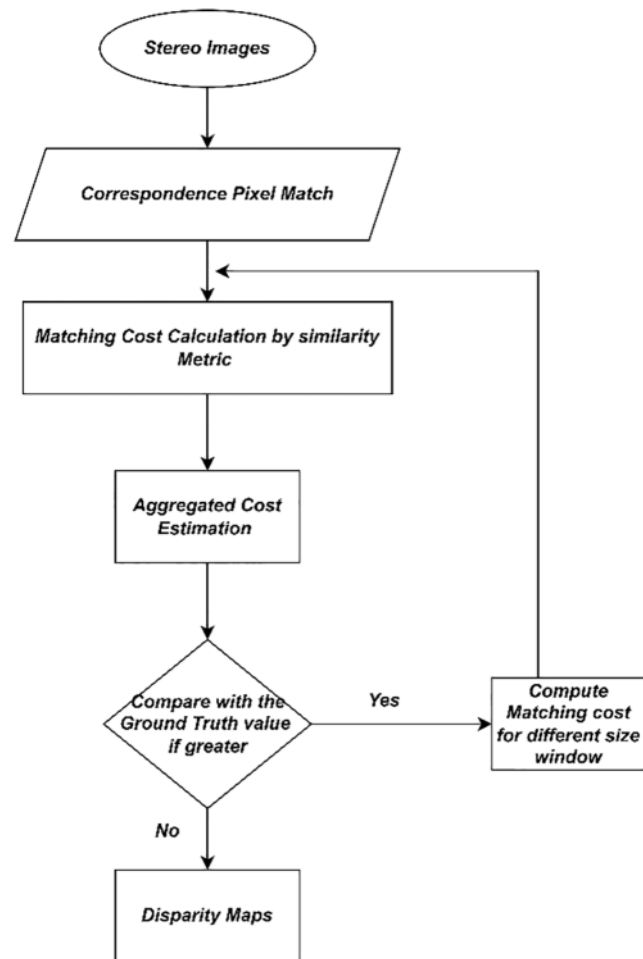 Stereo Images
Correspondence Pixel Match
Matching Cost Calculation by similarity
Metric
Aggregated Cost
Estimation
Compare with the
Ground Truth value
if greater
Yes
Compute
Matching cost
for different size
window
No
Disparity Maps